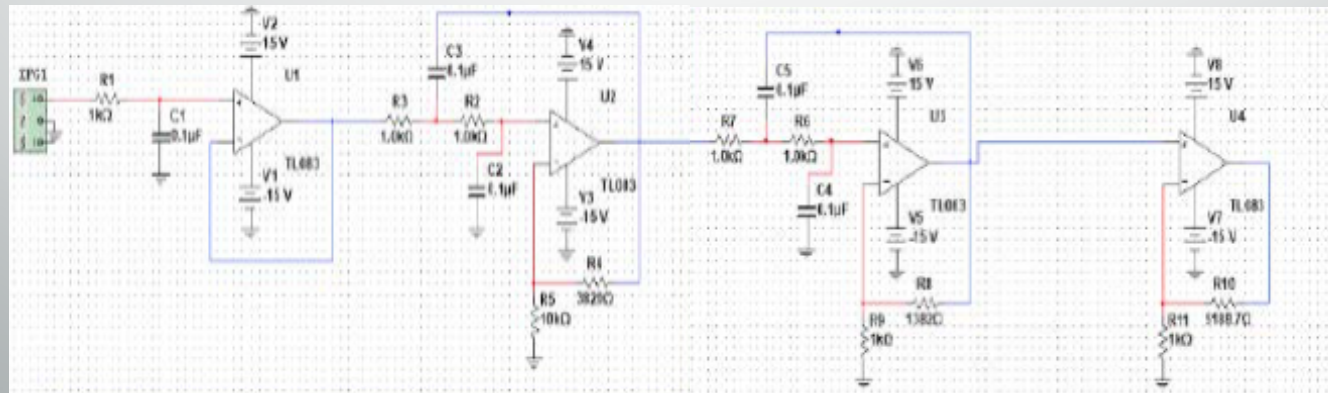 XFG1
R1
1kΩ
C1
0.1µF
V2
15 V
U1
TL083
V1
-15 V
R3
1.0kΩ
C3
0.1µF
R2
1.0kΩ
C2
0.1µF
V4
15 V
U2
TL083
V3
-15 V
R4
3820Ω
R5
10kΩ
R7
1.0kΩ
C5
0.1µF
R6
1.0kΩ
C4
0.1µF
V6
15 V
U3
TL083
V5
-15 V
R8
1382Ω
R9
1kΩ
V8
15 V
U4
TL083
V7
-15 V
R10
R11
1kΩ